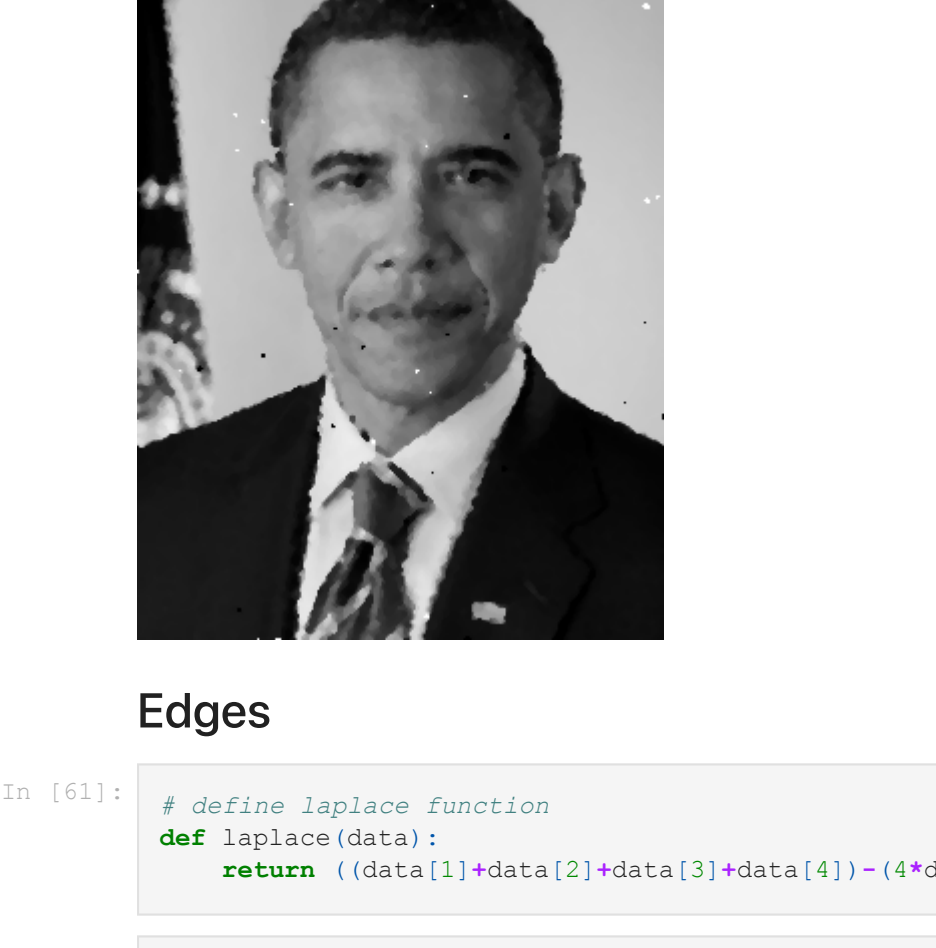 Edges
In [61]:
# define laplace function
def laplace(data):
    return ((data[1]+data[2]+data[3]+data[4])-(4*d